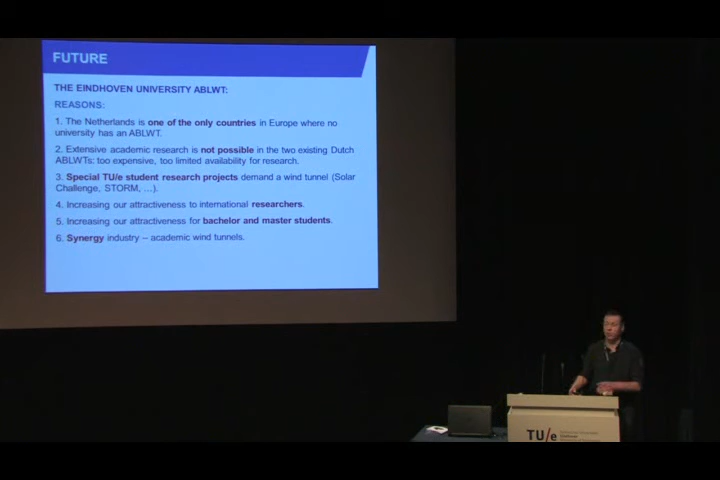 FUTURE
THE EINDHOVEN UNIVERSITY ABLWT:
REASONS:
1. The Netherlands is one of the only countries in Europe where no
university has an ABLWT.
2. Extensive academic research is not possible in the two existing Dutch
ABLWTs: too expensive, too limited availability for research.
3. Special TU/e student research projects demand a wind tunnel (Solar
Challenge, STORM, …).
4. Increasing our attractiveness to international researchers.
5. Increasing our attractiveness for bachelor and master students.
6. Synergy industry – academic wind tunnels.
TU/e